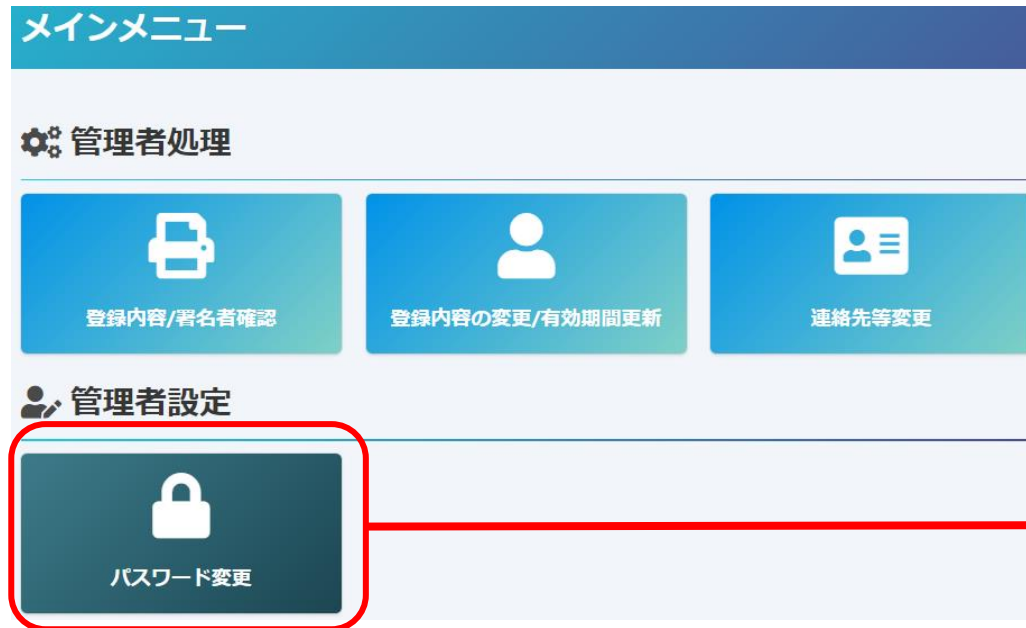 メインメニュー
管理者処理
登録内容/署名者確認
登録内容の変更/有効期間更新
連絡先等変更
管理者設定
パスワード変更